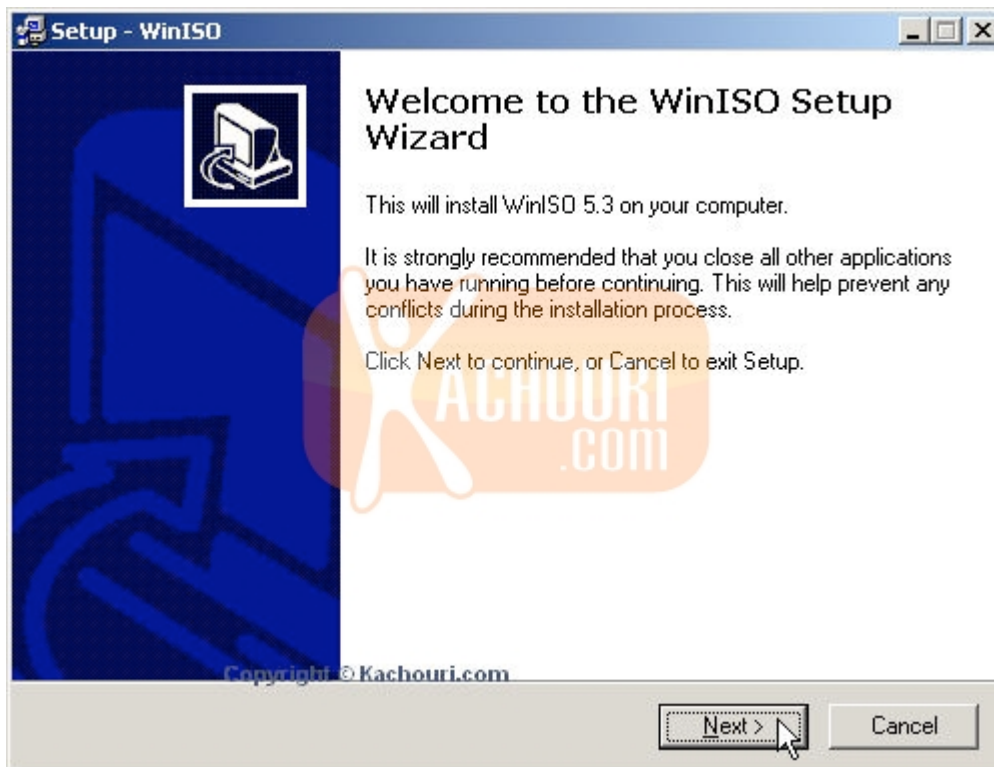 Setup - WinISO
Welcome to the WinISO Setup
Wizard
This will install WinISO 5.3 on your computer.
It is strongly recommended that you close all other applications
you have running before continuing. This will help prevent any
conflicts during the installation process.
Click Next to continue, or Cancel to exit Setup.
KACHOURI
.COM
Copyright © Kachouri.com
Next >
Cancel